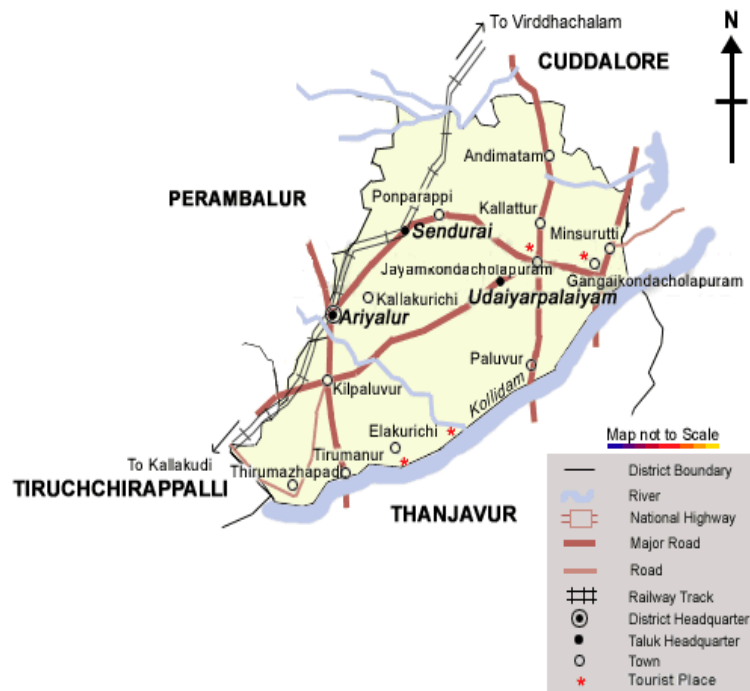 To Virddhachalam
N
CUDDALORE
Andimatam
PERAMBALUR
Ponparappi
Kallattur
Sendurai
Minsurutti
Jayamkondacholapuram
Gangaikondacholapuram
Kallakurichi
Udaiyarpalaiyam
Ariyalur
Paluvur
Kilpaluvur
Kollidam
Elakurichi
Tirumanur
To Kallakudi
Thirumazhapadi
TIRUCHCHIRAPPALLI
THANJAVUR
Map not to Scale
District Boundary
River
National Highway
Major Road
Road
Railway Track
District Headquarter
Taluk Headquarter
Town
Tourist Place